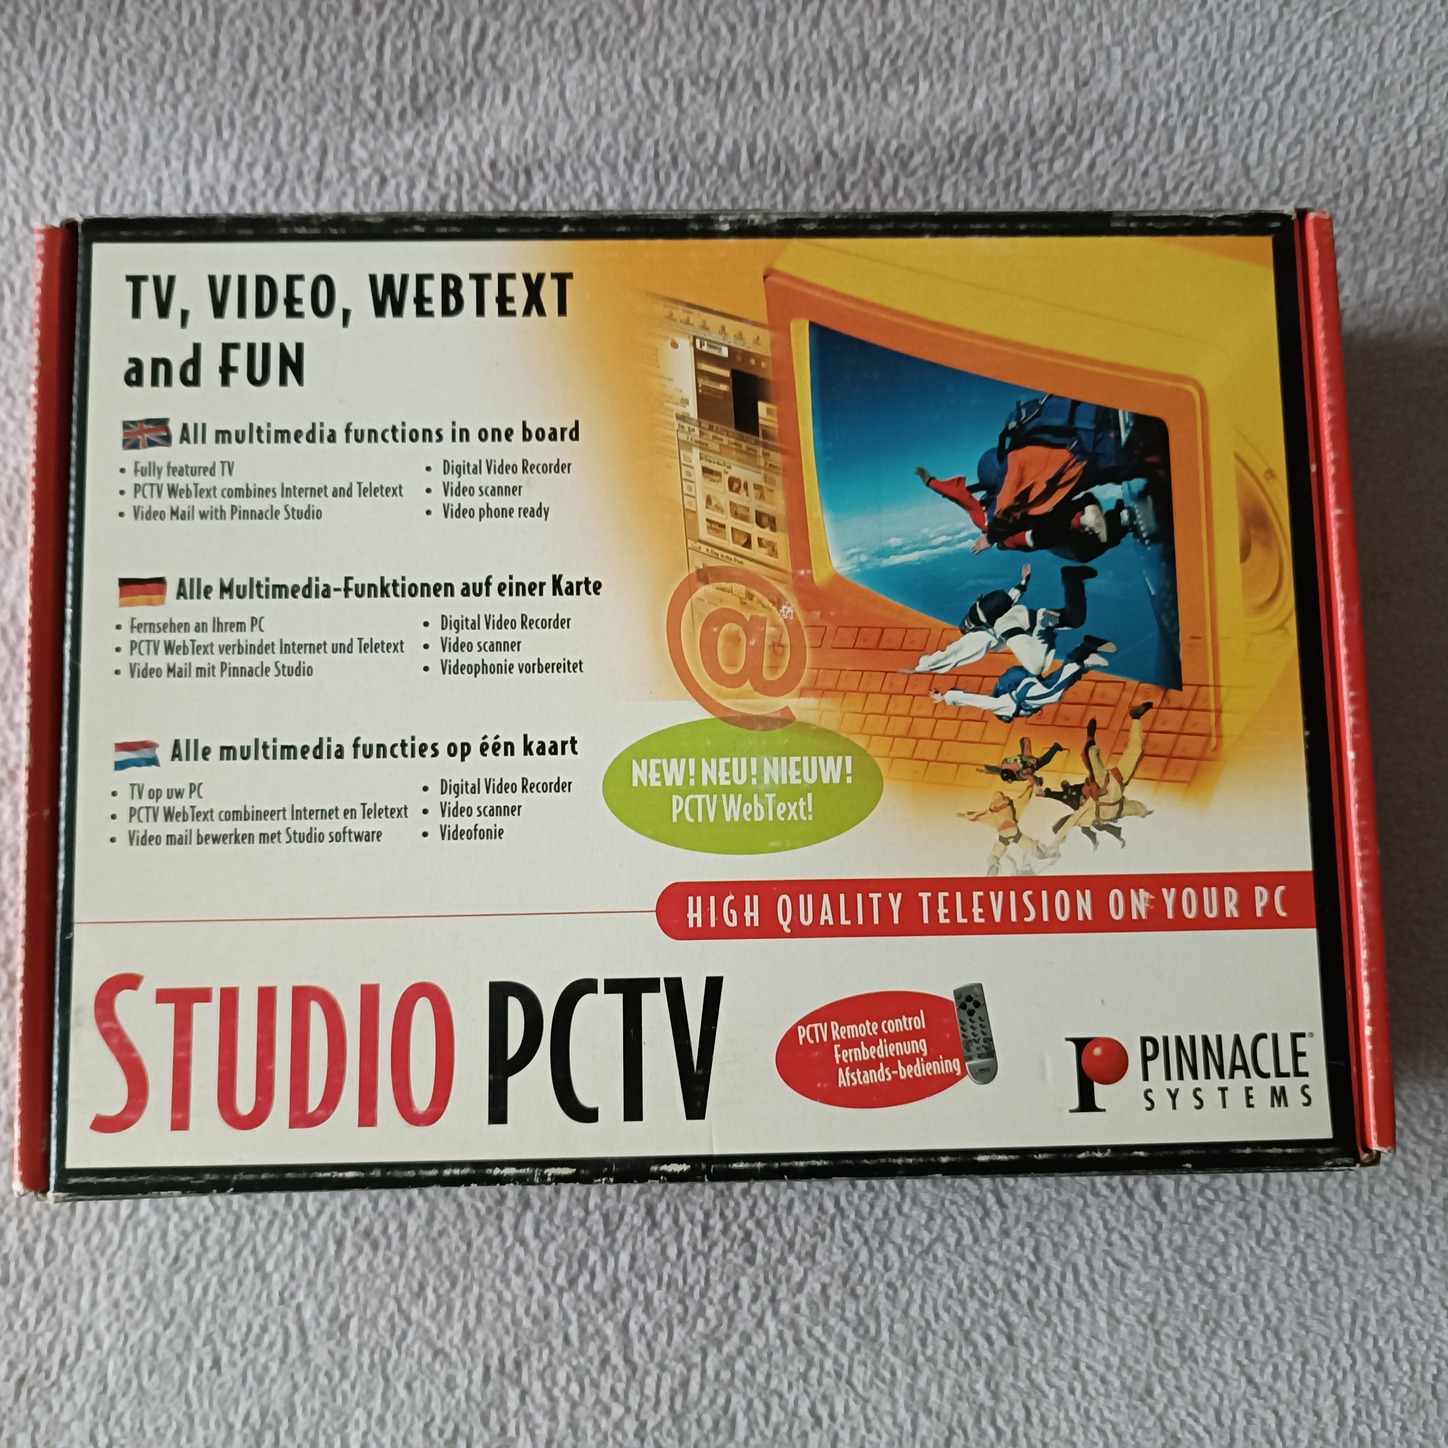 TV, VIDEO, WEBTEXT
and FUN
All multimedia functions in one board
• Fully featured TV
• PCTV WebText combines Internet and Teletext
• Video Mail with Pinnacle Studio
• Digital Video Recorder
• Video scanner
• Video phone ready
Alle Multimedia-Funktionen auf einer Karte
• Fernsehen an Ihrem PC
• PCTV WebText verbindet Internet und Teletext
• Video Mail mit Pinnacle Studio
• Digital Video Recorder
• Video scanner
• Videophonie vorbereitet
Alle multimedia functies op één kaart
• TV op uw PC
• PCTV WebText combineert Internet en Teletext
• Video mail bewerken met Studio software
• Digital Video Recorder
• Video scanner
• Videofonie
@
NEW! NEU! NIEUW!
PCTV WebText!
HIGH QUALITY TELEVISION ON YOUR PC
STUDIO PCTV
PCTV Remote control
Fernbedienung
Afstands-bediening
PINNACLE®
SYSTEMS